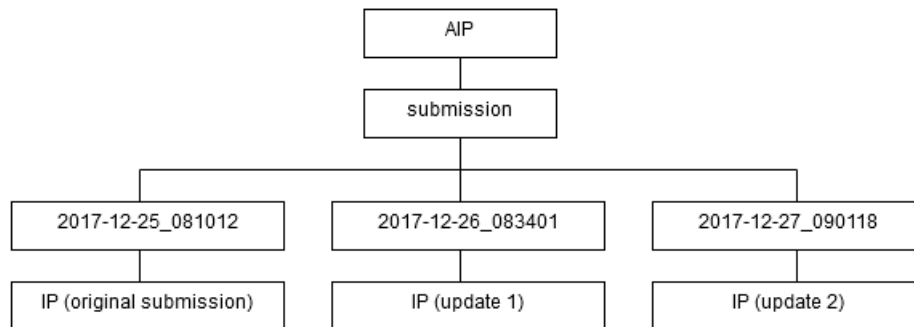 AIP
submission
2017-12-25_081012
2017-12-26_083401
2017-12-27_090118
IP (original submission)
IP (update 1)
IP (update 2)